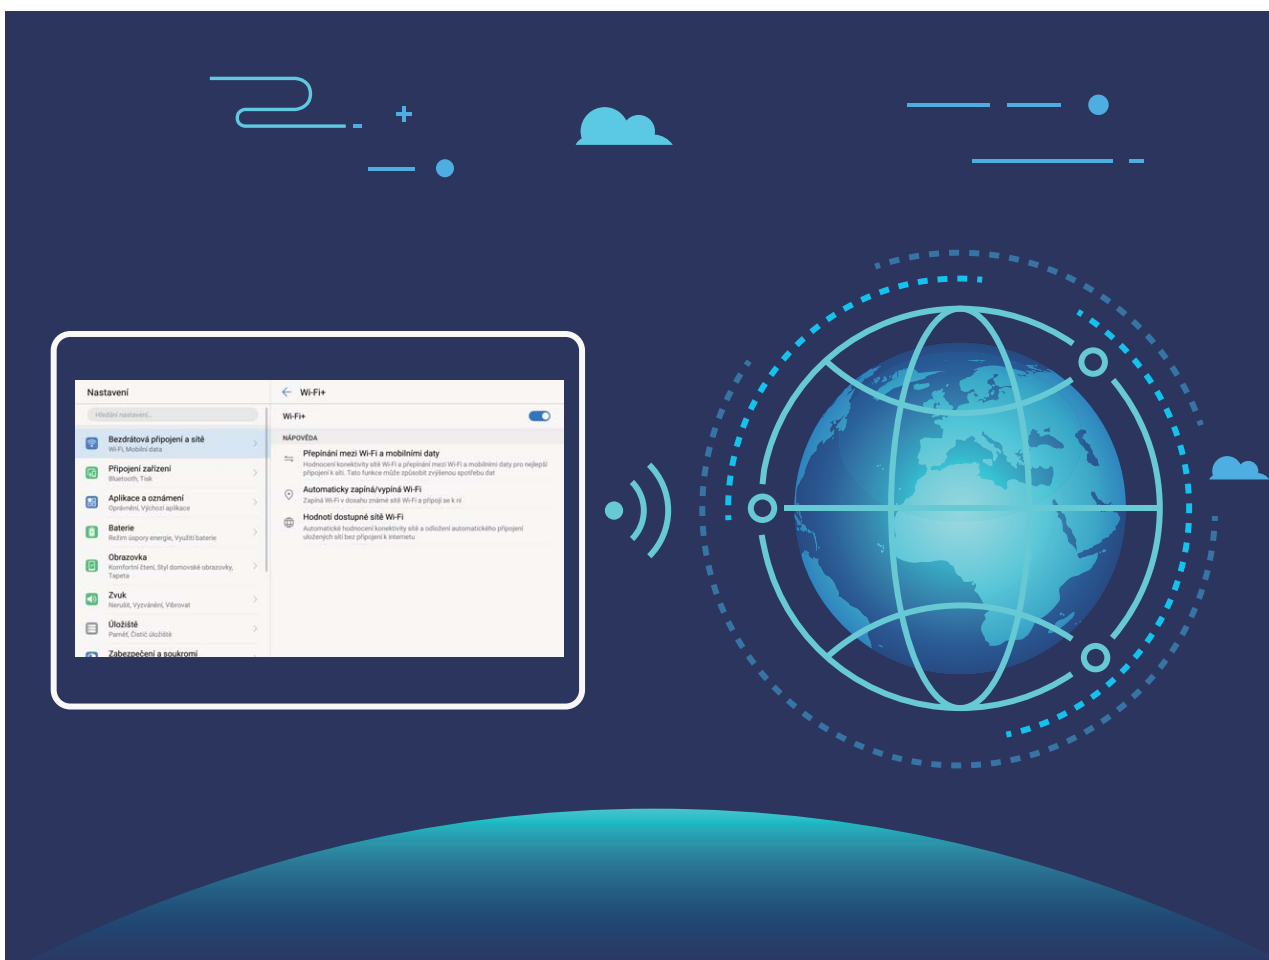 Nastavení
Hledání nastavení..
Bezdrátová připojení a sítě
Wi-Fi, Mobilní data
Připojení zařízení
Bluetooth, Tisk
Aplikace a oznámení
Oprávnění, Výchozí aplikace
Baterie
Režim úspory energie, Využití baterie
Obrazovka
Komfortní čtení, Styl domovské obrazovky,
Tapeta
Zvuk
Nerušit, Vyzvánění, Vibrovat
Úložiště
Paměť, Čistič úložiště
Zabezpečení a soukromí
Wi-Fi+
Wi-Fi+
NÁPOVĚDA
Přepínání mezi Wi-Fi a mobilními daty
Hodnocení konektivity sítě Wi-Fi a přepínání mezi Wi-Fi a mobilními daty pro nejlepší
připojení k síti. Tato funkce může způsobit zvýšenou spotřebu dat
Automaticky zapíná/vypíná Wi-Fi
Zapíná Wi-Fi v dosahu známé sítě Wi-Fi a připojí se k ní
Hodnotí dostupné sítě Wi-Fi
Automatické hodnocení konektivity sítě a odložení automatického připojení
uložených sítí bez připojení k internetu